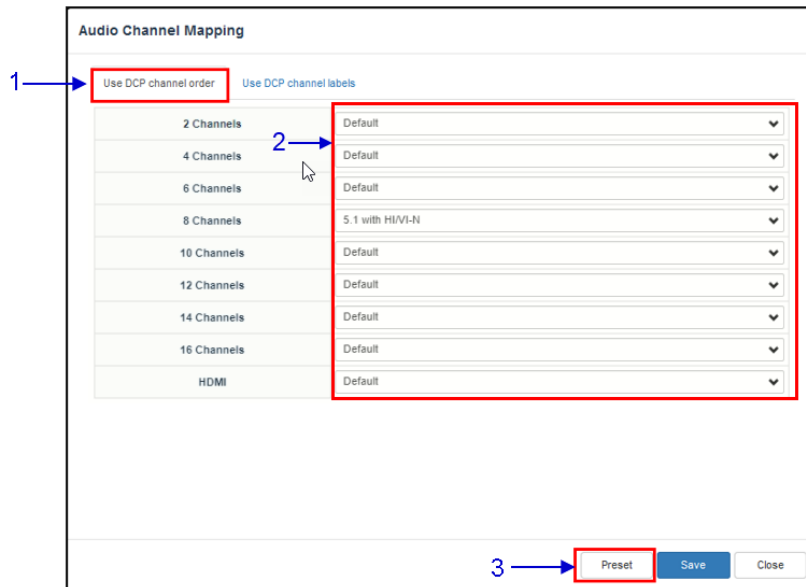 Audio Channel Mapping
1 Use DCP channel order Use DCP channel labels
2 Channels Default
2
4 Channels Default
6 Channels Default
8 Channels 5.1 with HI/VI-N
10 Channels Default
12 Channels Default
14 Channels Default
16 Channels Default
HDMI Default
3 Preset Save Close